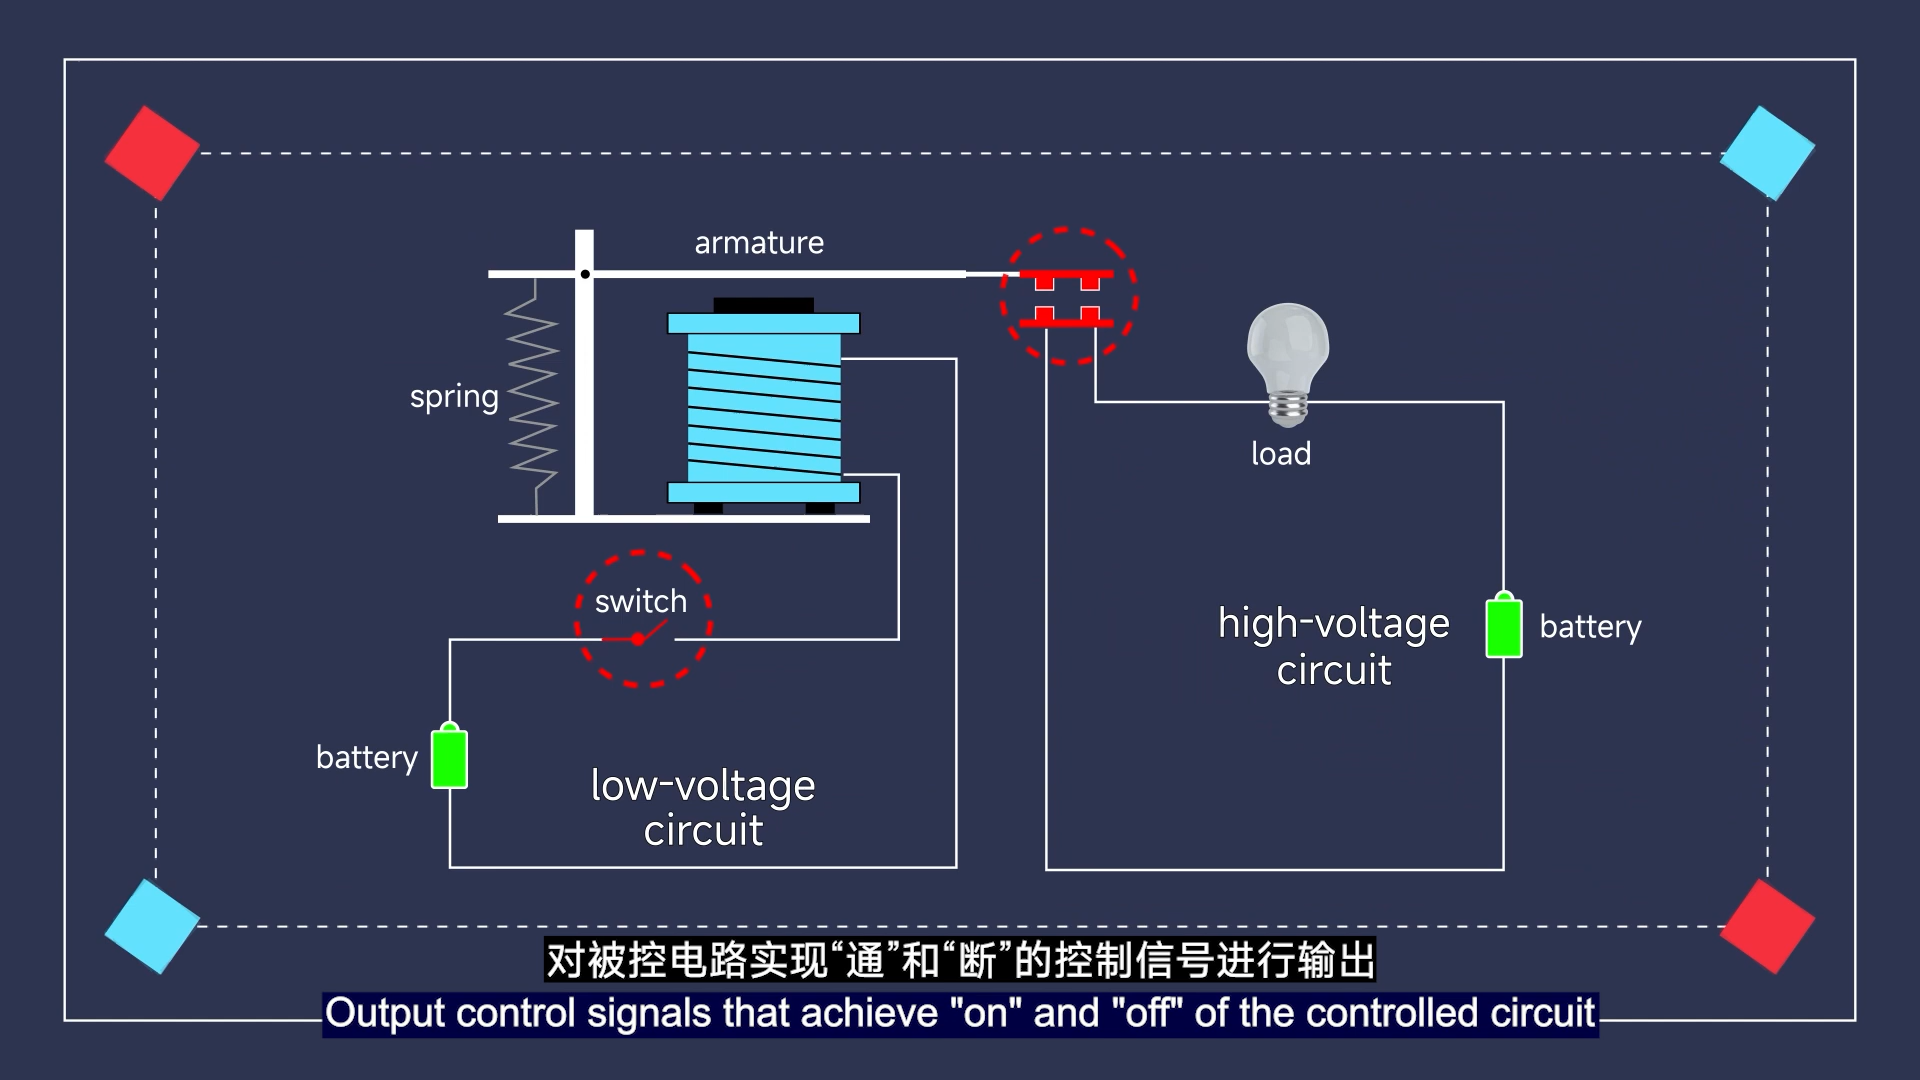 armature
spring
load
switch
high-voltage
circuit
battery
battery
low-voltage
circuit
对被控电路实现“通”和“断”的控制信号进行输出
Output control signals that achieve "on" and "off" of the controlled circuit